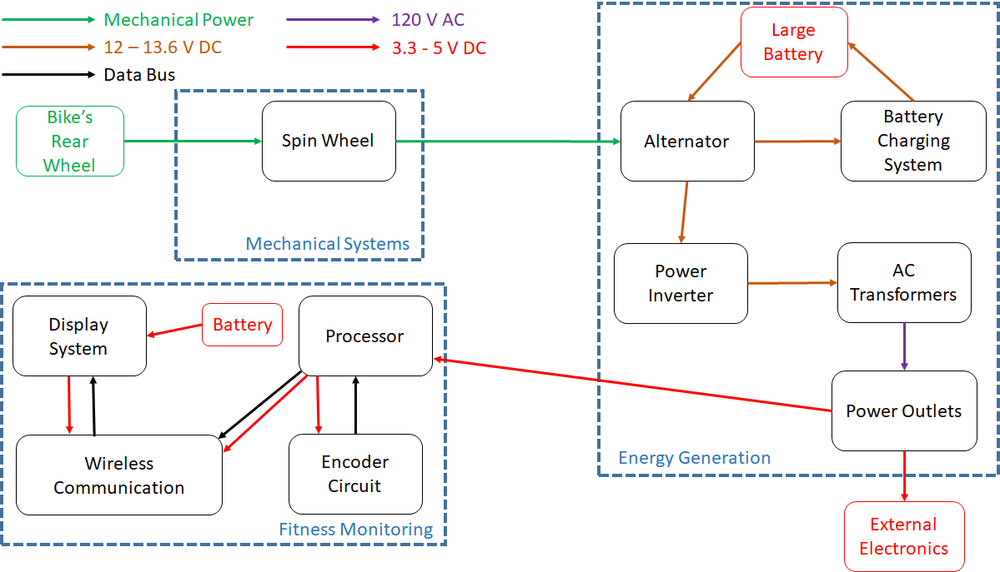 Mechanical Power
120 V AC
12 – 13.6 V DC
3.3 - 5 V DC
Data Bus
Large
Battery
Bike's
Rear
Wheel
Spin Wheel
Alternator
Battery
Charging
System
Mechanical Systems
Power
Inverter
AC
Transformers
Display
System
Battery
Processor
Power Outlets
Wireless
Communication
Encoder
Circuit
Energy Generation
Fitness Monitoring
External
Electronics